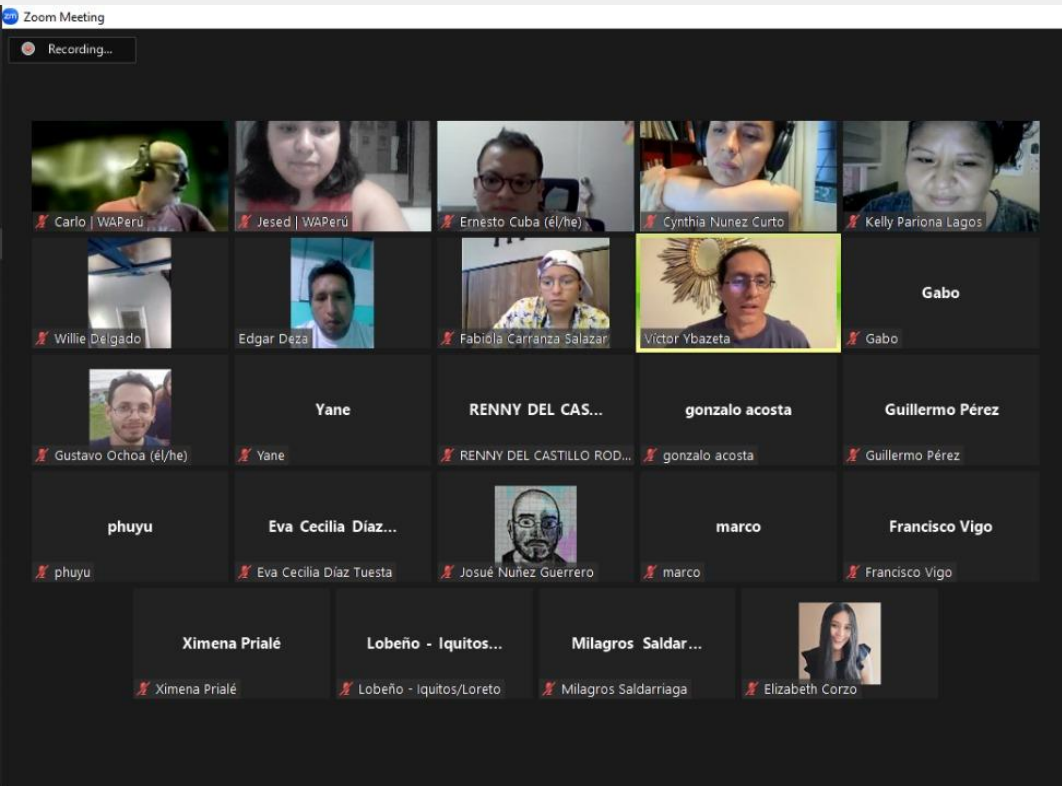 zm Zoom Meeting
Recording...
Carlo | WAPerú
Jesed | WAPerú
Ernesto Cuba (él/he)
Cynthia Nunez Curto
Kelly Pariona Lagos
Willie Delgado
Edgar Deza
Fabiola Carranza Salazar
Víctor Ybazeta
Gabo
Gabo
Gustavo Ochoa (él/he)
Yane
Yane
RENNY DEL CAS...
RENNY DEL CASTILLO ROD...
gonzalo acosta
gonzalo acosta
Guillermo Pérez
Guillermo Pérez
phuyu
phuyu
Eva Cecilia Díaz...
Eva Cecilia Díaz Tuesta
Josué Nuñez Guerrero
marco
marco
Francisco Vigo
Francisco Vigo
Ximena Prialé
Ximena Prialé
Lobeño - Iquitos...
Lobeño - Iquitos/Loreto
Milagros Saldar...
Milagros Saldarriaga
Elizabeth Corzo